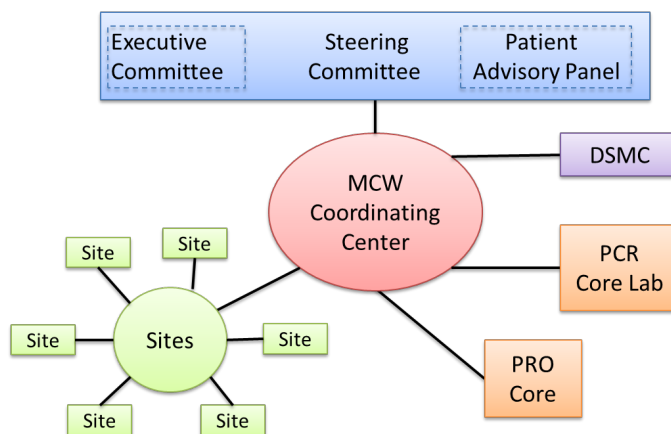 Executive
Committee
Steering
Committee
Patient
Advisory Panel
MCW
Coordinating
Center
DSMC
PCR
Core Lab
PRO
Core
Sites
Site
Site
Site
Site
Site
Site